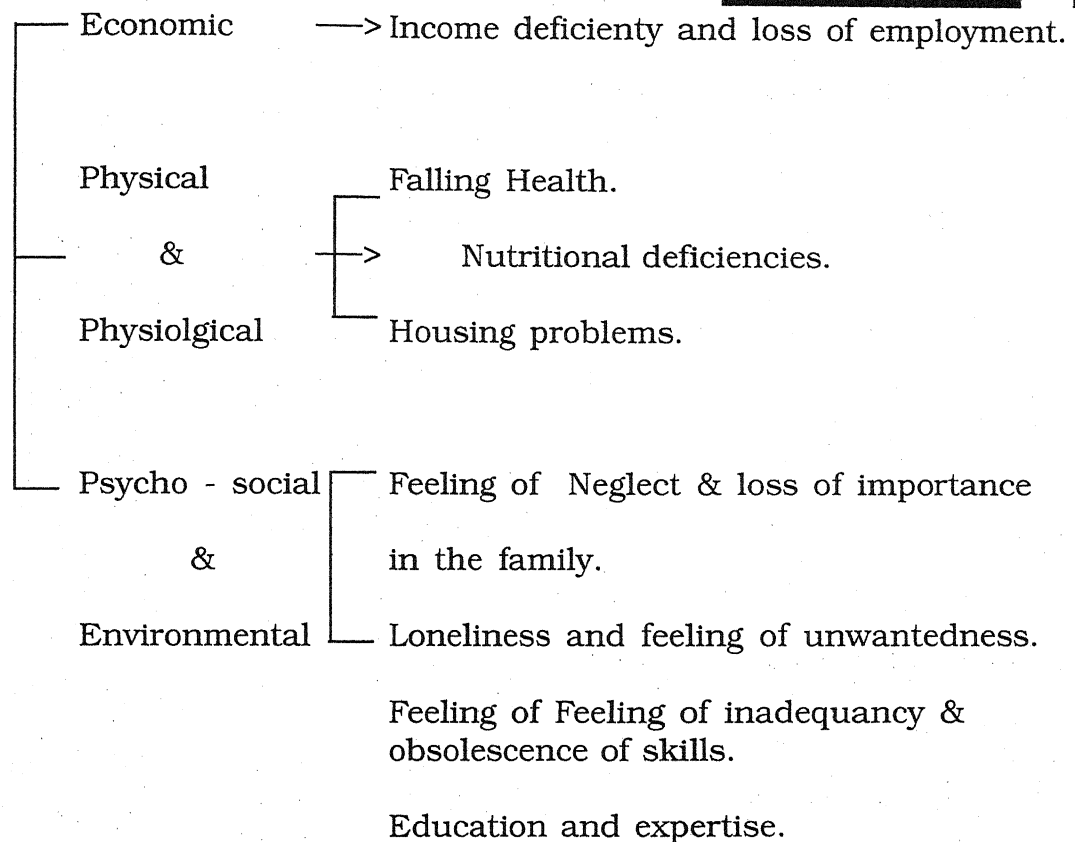 Economic —> Income deficienty and loss of employment.
Physical Falling Health.
& —> Nutritional deficiencies.
Physiolgical Housing problems.
Psycho - social Feeling of Neglect & loss of importance
& in the family.
Environmental Loneliness and feeling of unwantedness.
Feeling of Feeling of inadequancy &
obsolescence of skills.
Education and expertise.